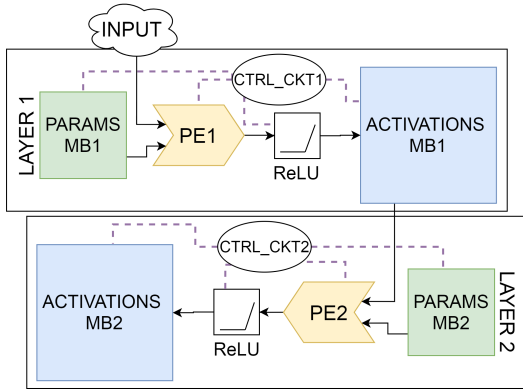 INPUT
LAYER 1
PARAMS
MB1
PE1
CTRL_CKT1
ReLU
ACTIVATIONS
MB1
ACTIVATIONS
MB2
CTRL_CKT2
ReLU
PE2
PARAMS
MB2
LAYER 2